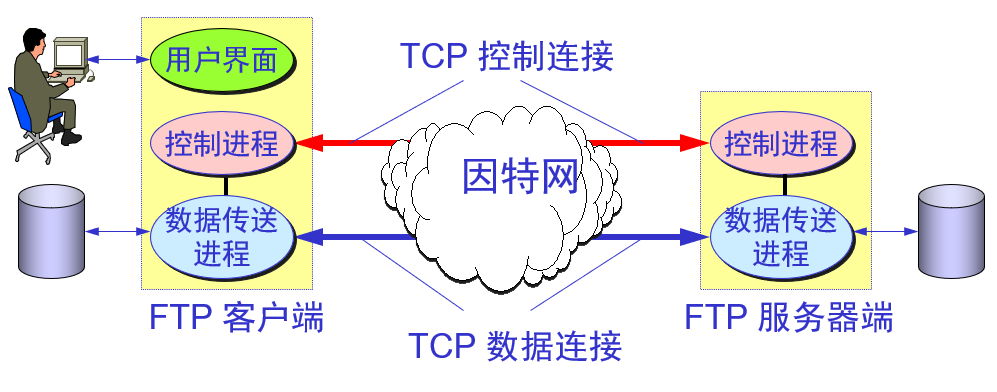 用户界面
TCP 控制连接
控制进程
因特网
控制进程
数据传送
进程
数据传送
进程
FTP 客户端
TCP 数据连接
FTP 服务器端